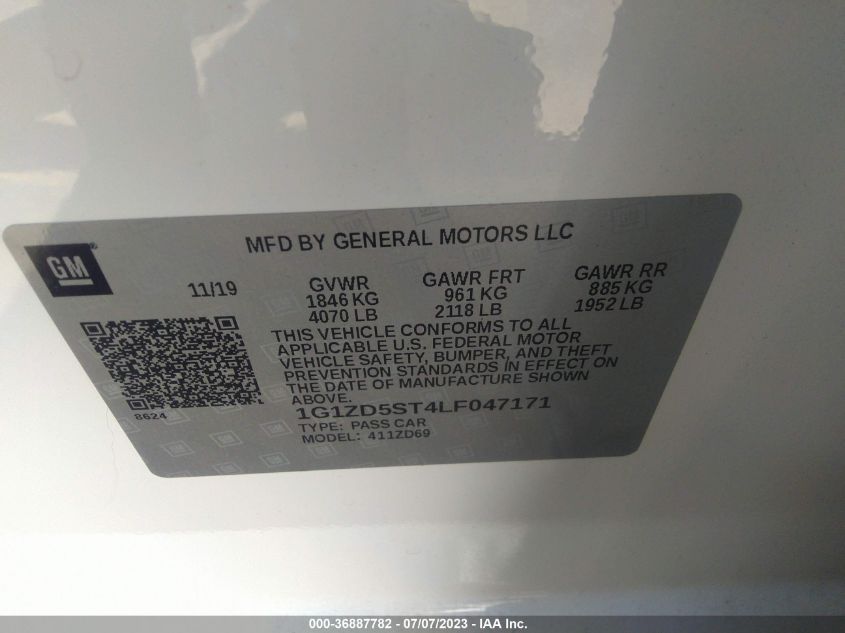 MFD BY GENERAL MOTORS LLC
GM®
11/19 GVWR GAWR FRT GAWR RR
1846 KG 961 KG 885 KG
4070 LB 2118 LB 1952 LB
THIS VEHICLE CONFORMS TO ALL
APPLICABLE U.S. FEDERAL MOTOR
VEHICLE SAFETY, BUMPER, AND THEFT
PREVENTION STANDARDS IN EFFECT ON
THE DATE OF MANUFACTURE SHOWN
ABOVE.
8624
1G1ZD5ST4LF047171
TYPE: PASS CAR
MODEL: 411ZD69
000-36887782 - 07/07/2023 - IAA Inc.